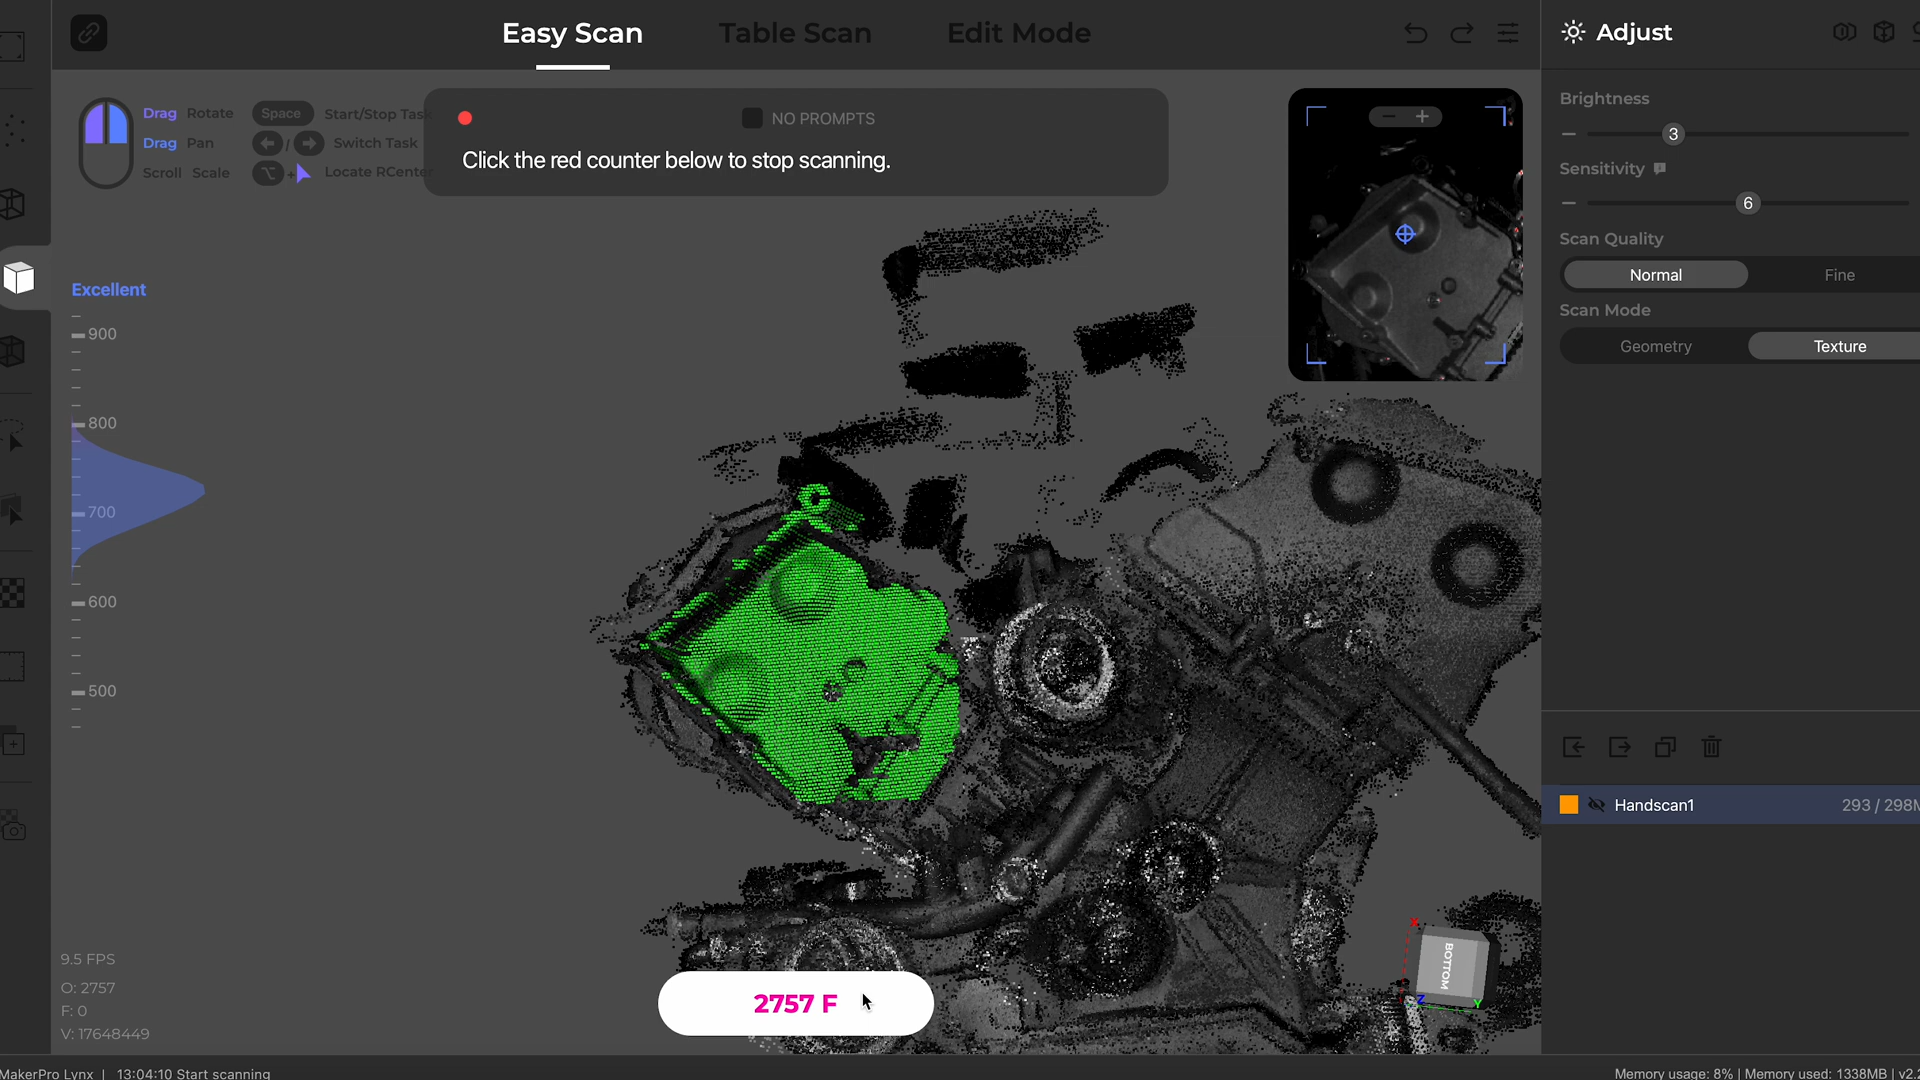 Easy Scan
Table Scan
Edit Mode
Adjust
Drag Rotate
Space Start/Stop Task
Drag Pan
/ Switch Task
Scroll Scale
+ Locate RCenter
NO PROMPTS
Click the red counter below to stop scanning.
Brightness
3
Sensitivity
6
Scan Quality
Normal
Fine
Scan Mode
Geometry
Texture
Excellent
900
800
700
600
500
Handscan1
293 / 298M
X
BOTTOM
Z
Y
9.5 FPS
O: 2757
F: 0
V: 17648449
2757 F
MakerPro Lynx | 13:04:10 Start scanning
Memory usage: 8% | Memory used: 1338MB | v2.2